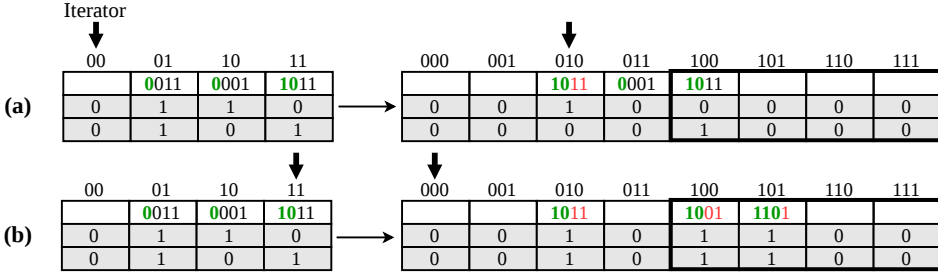 Iterator
00 01 10 11 000 001 010 011 100 101 110 111
0011 0001 1011 1011 0001 1011
(a) 0 1 1 0 0 0 1 0 0 0 0 0
0 1 0 1 0 0 0 0 1 0 0 0
00 01 10 11 000 001 010 011 100 101 110 111
0011 0001 1011 1011 1001 1101
(b) 0 1 1 0 0 0 1 0 1 1 0 0
0 1 0 1 0 0 1 0 1 1 0 0